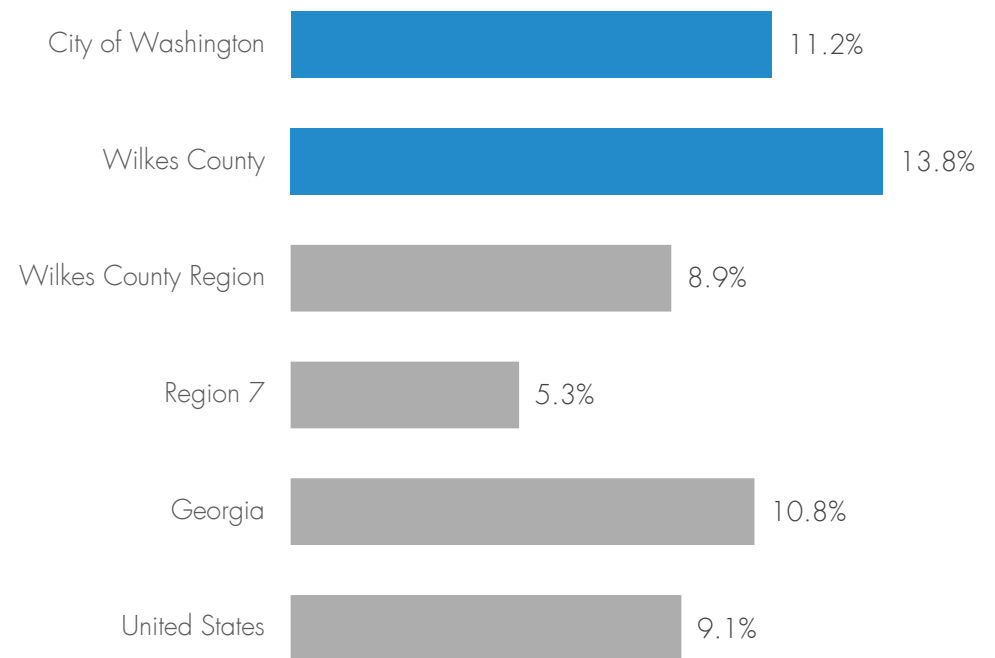 City of Washington 11.2%
Wilkes County 13.8%
Wilkes County Region 8.9%
Region 7 5.3%
Georgia 10.8%
United States 9.1%